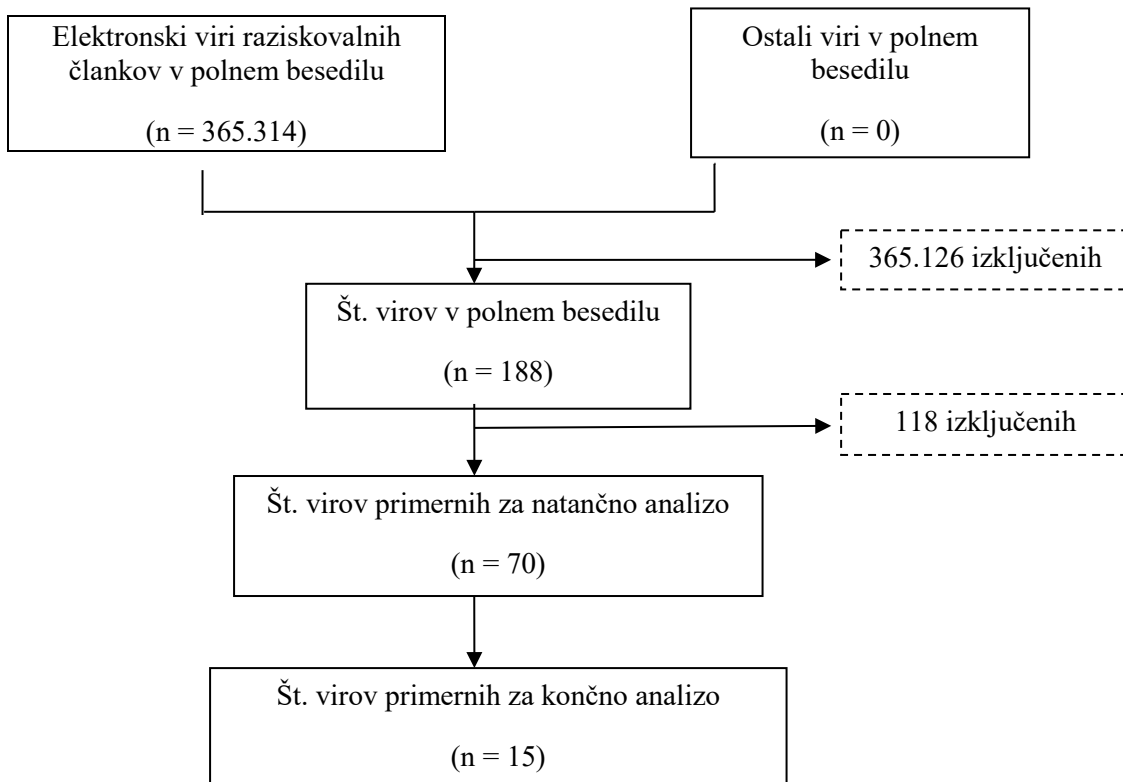 Elektronski viri raziskovalnih
člankov v polnem besedilu
(n = 365.314)
Ostali viri v polnem
besedilu
(n = 0)
365.126 izključenih
Št. virov v polnem besedilu
(n = 188)
118 izključenih
Št. virov primernih za natančno analizo
(n = 70)
Št. virov primernih za končno analizo
(n = 15)